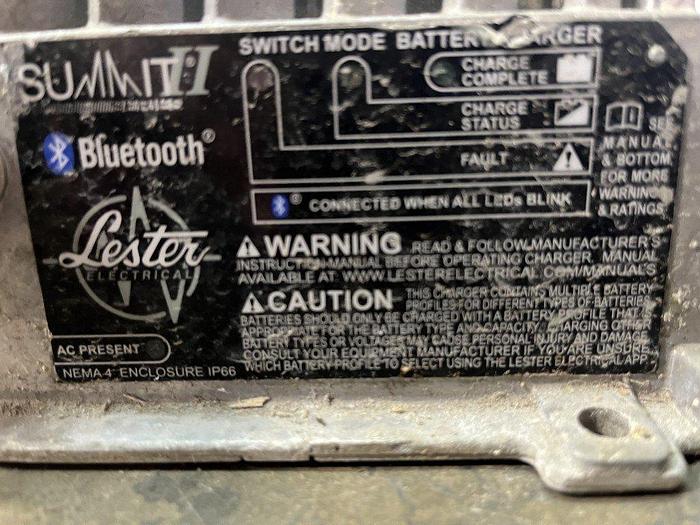 SUMMIT II
SWITCH MODE BATTERY CHARGER
CHARGE
COMPLETE
CHARGE
STATUS
FAULT
SEE
MANUAL
& BOTTOM
FOR MORE
WARNING
& RATINGS
Bluetooth®
CONNECTED WHEN ALL LEDs BLINK
Lester
ELECTRICAL
WARNING READ & FOLLOW MANUFACTURER'S
INSTRUCTION MANUAL BEFORE OPERATING CHARGER. MANUAL
AVAILABLE AT: WWW.LESTERELECTRICAL.COM/MANUALS
CAUTION THIS CHARGER CONTAINS MULTIPLE BATTERY
PROFILES FOR DIFFERENT TYPES OF BATTERIES.
BATTERIES SHOULD ONLY BE CHARGED WITH A BATTERY PROFILE THAT
APPROPRIATE FOR THE BATTERY TYPE AND CAPACITY. CHARGING OTHER
BATTERY TYPES OR VOLTAGES MAY CAUSE PERSONAL INJURY AND DAMAGE.
CONSULT YOUR EQUIPMENT MANUFACTURER IF YOU ARE UNSURE
WHICH BATTERY PROFILE TO SELECT USING THE LESTER ELECTRICAL APP.
AC PRESENT
NEMA 4 ENCLOSURE IP66